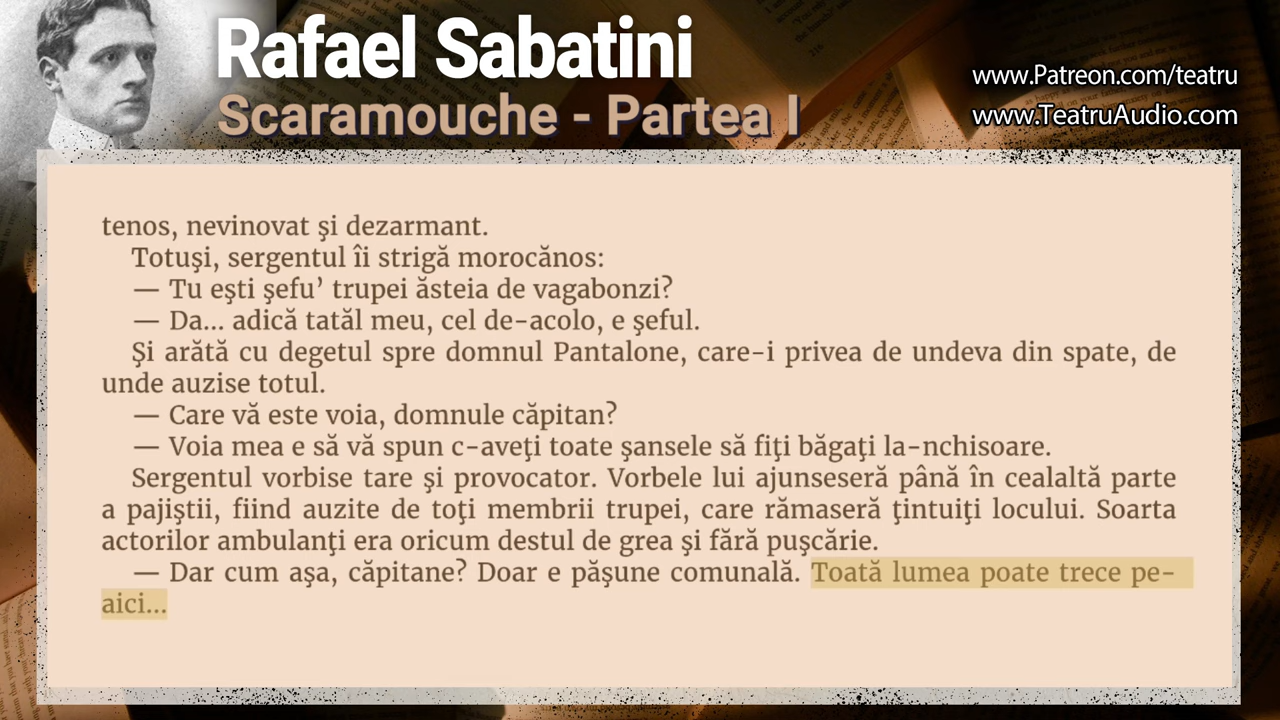 Rafael Sabatini
Scaramouche - Partea I
www.Patreon.com/teatru
www.TeatruAudio.com
tenos, nevinovat şi dezarmant.
Totuşi, sergentul îi strigă morocănos:
— Tu eşti şefu’ trupei ăsteia de vagabonzi?
— Da... adică tatăl meu, cel de-acolo, e şeful.
Şi arătă cu degetul spre domnul Pantalone, care-i privea de undeva din spate, de
unde auzise totul.
— Care vă este voia, domnule căpitan?
— Voia mea e să vă spun c-aveţi toate şansele să fiţi băgaţi la-nchisoare.
Sergentul vorbise tare şi provocator. Vorbele lui ajunseseră până în cealaltă parte
a pajiştii, fiind auzite de toţi membrii trupei, care rămaseră ţintuiţi locului. Soarta
actorilor ambulanţi era oricum destul de grea şi fără puşcărie.
— Dar cum aşa, căpitane? Doar e păşune comunală. Toată lumea poate trece pe-
aici...